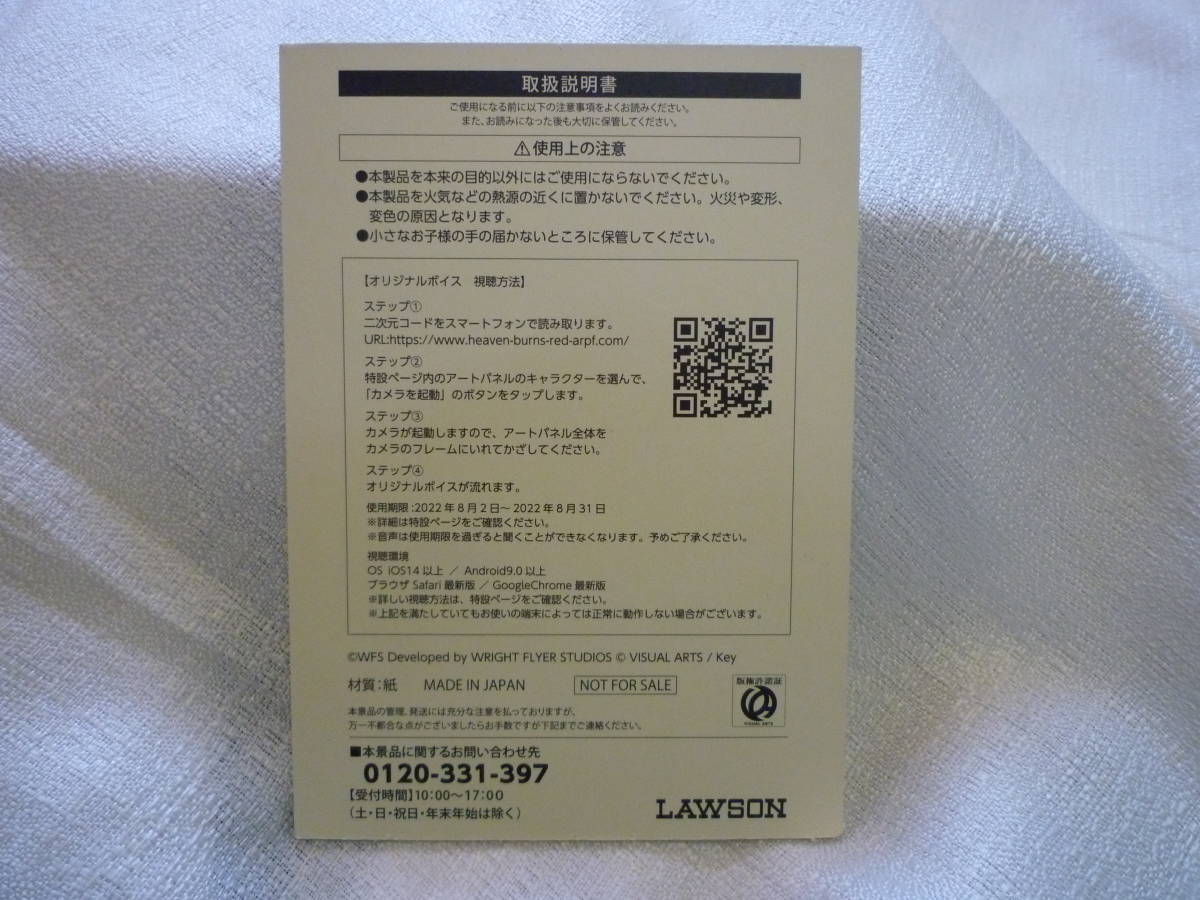 取扱説明書
ご使用になる前に以下の注意事項をよくお読みください。
また、お読みになった後も大切に保管してください。
⚠使用上の注意
●本製品を本来の目的以外にはご使用にならないでください。
●本製品を火気などの熱源の近くに置かないでください。火災や変形、
変色の原因となります。
●小さなお子様の手の届かないところに保管してください。
【オリジナルボイス　視聴方法】
ステップ①
二次元コードをスマートフォンで読み取ります。
URL:https://www.heaven-burns-red-arpf.com/
ステップ②
特設ページ内のアートパネルのキャラクターを選んで、
「カメラを起動」のボタンをタップします。
ステップ③
カメラが起動しますので、アートパネル全体を
カメラのフレームにいれてかざしてください。
ステップ④
オリジナルボイスが流れます。
使用期限:2022年8月2日～2022年8月31日
※詳細は特設ページをご確認ください。
※音声は使用期限を過ぎると聞くことができなくなります。予めご了承ください。
視聴環境
OS iOS14以上 ／ Android9.0以上
ブラウザ Safari最新版 ／ GoogleChrome最新版
※詳しい視聴方法は、特設ページをご確認ください。
※上記を満たしていてもお使いの端末によっては正常に動作しない場合がございます。
©WFS Developed by WRIGHT FLYER STUDIOS © VISUAL ARTS / Key
材質:紙 MADE IN JAPAN NOT FOR SALE
版権許諾証
VISUAL ARTS
本景品の管理、発送には充分な注意を払っておりますが、
万一不都合な点がございましたらお手数ですが下記までご連絡ください。
■本景品に関するお問い合わせ先
0120-331-397
【受付時間】10:00～17:00
（土・日・祝日・年末年始は除く）
LAWSON